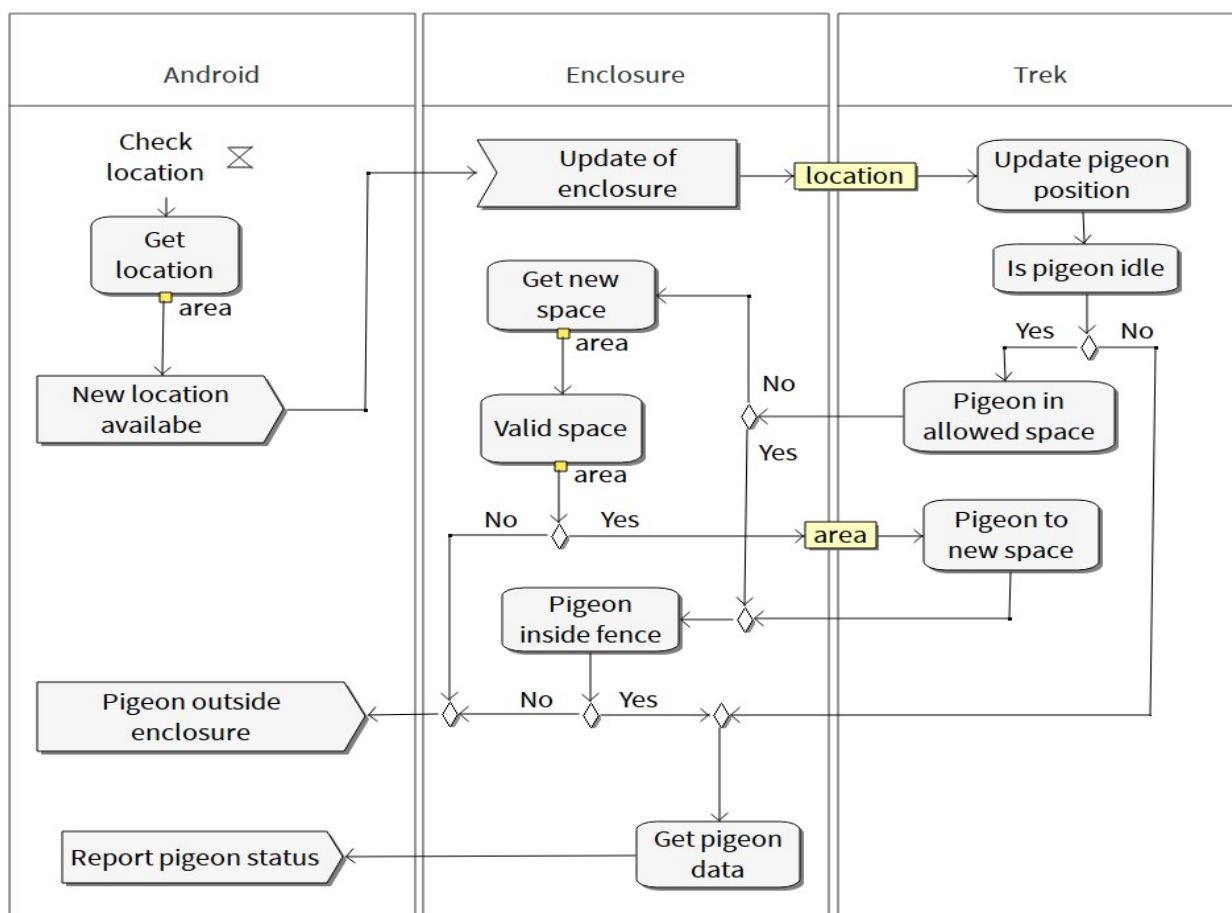 Android
Enclosure
Trek
Check
location
Get
location
area
New location
availabe
Update of
enclosure
location
Update pigeon
position
Is pigeon idle
Yes
No
Get new
space
area
No
Pigeon in
allowed space
Valid space
Yes
area
No
Yes
area
Pigeon to
new space
Pigeon
inside fence
Pigeon outside
enclosure
No
Yes
Report pigeon status
Get pigeon
data